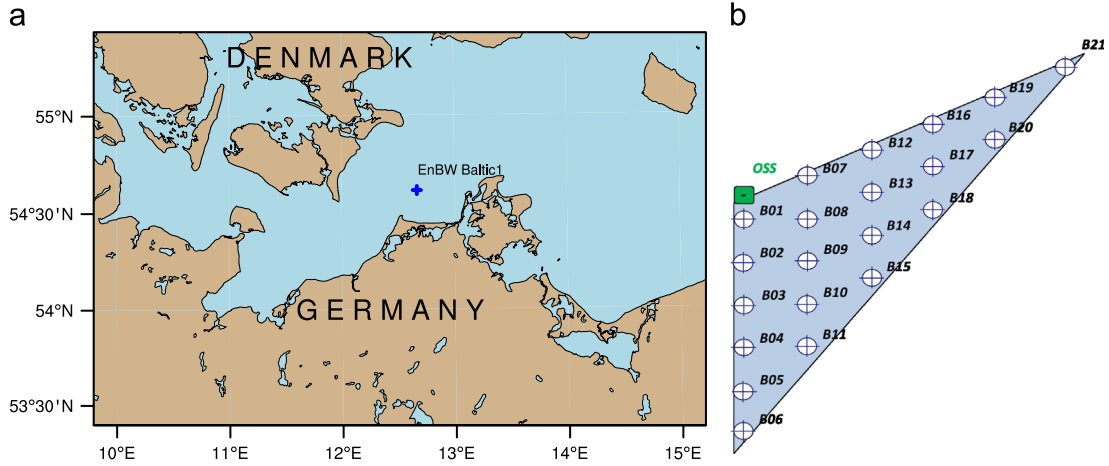 a
DENMARK
EnBW Baltic1
GERMANY
55°N
54°30'N
54°N
53°30'N
10°E 11°E 12°E 13°E 14°E 15°E
b
B21
B19
B16
B20
B12
B17
OSS
B07
B13
B18
B01
B08
B14
B02
B09
B15
B03
B10
B04
B11
B05
B06